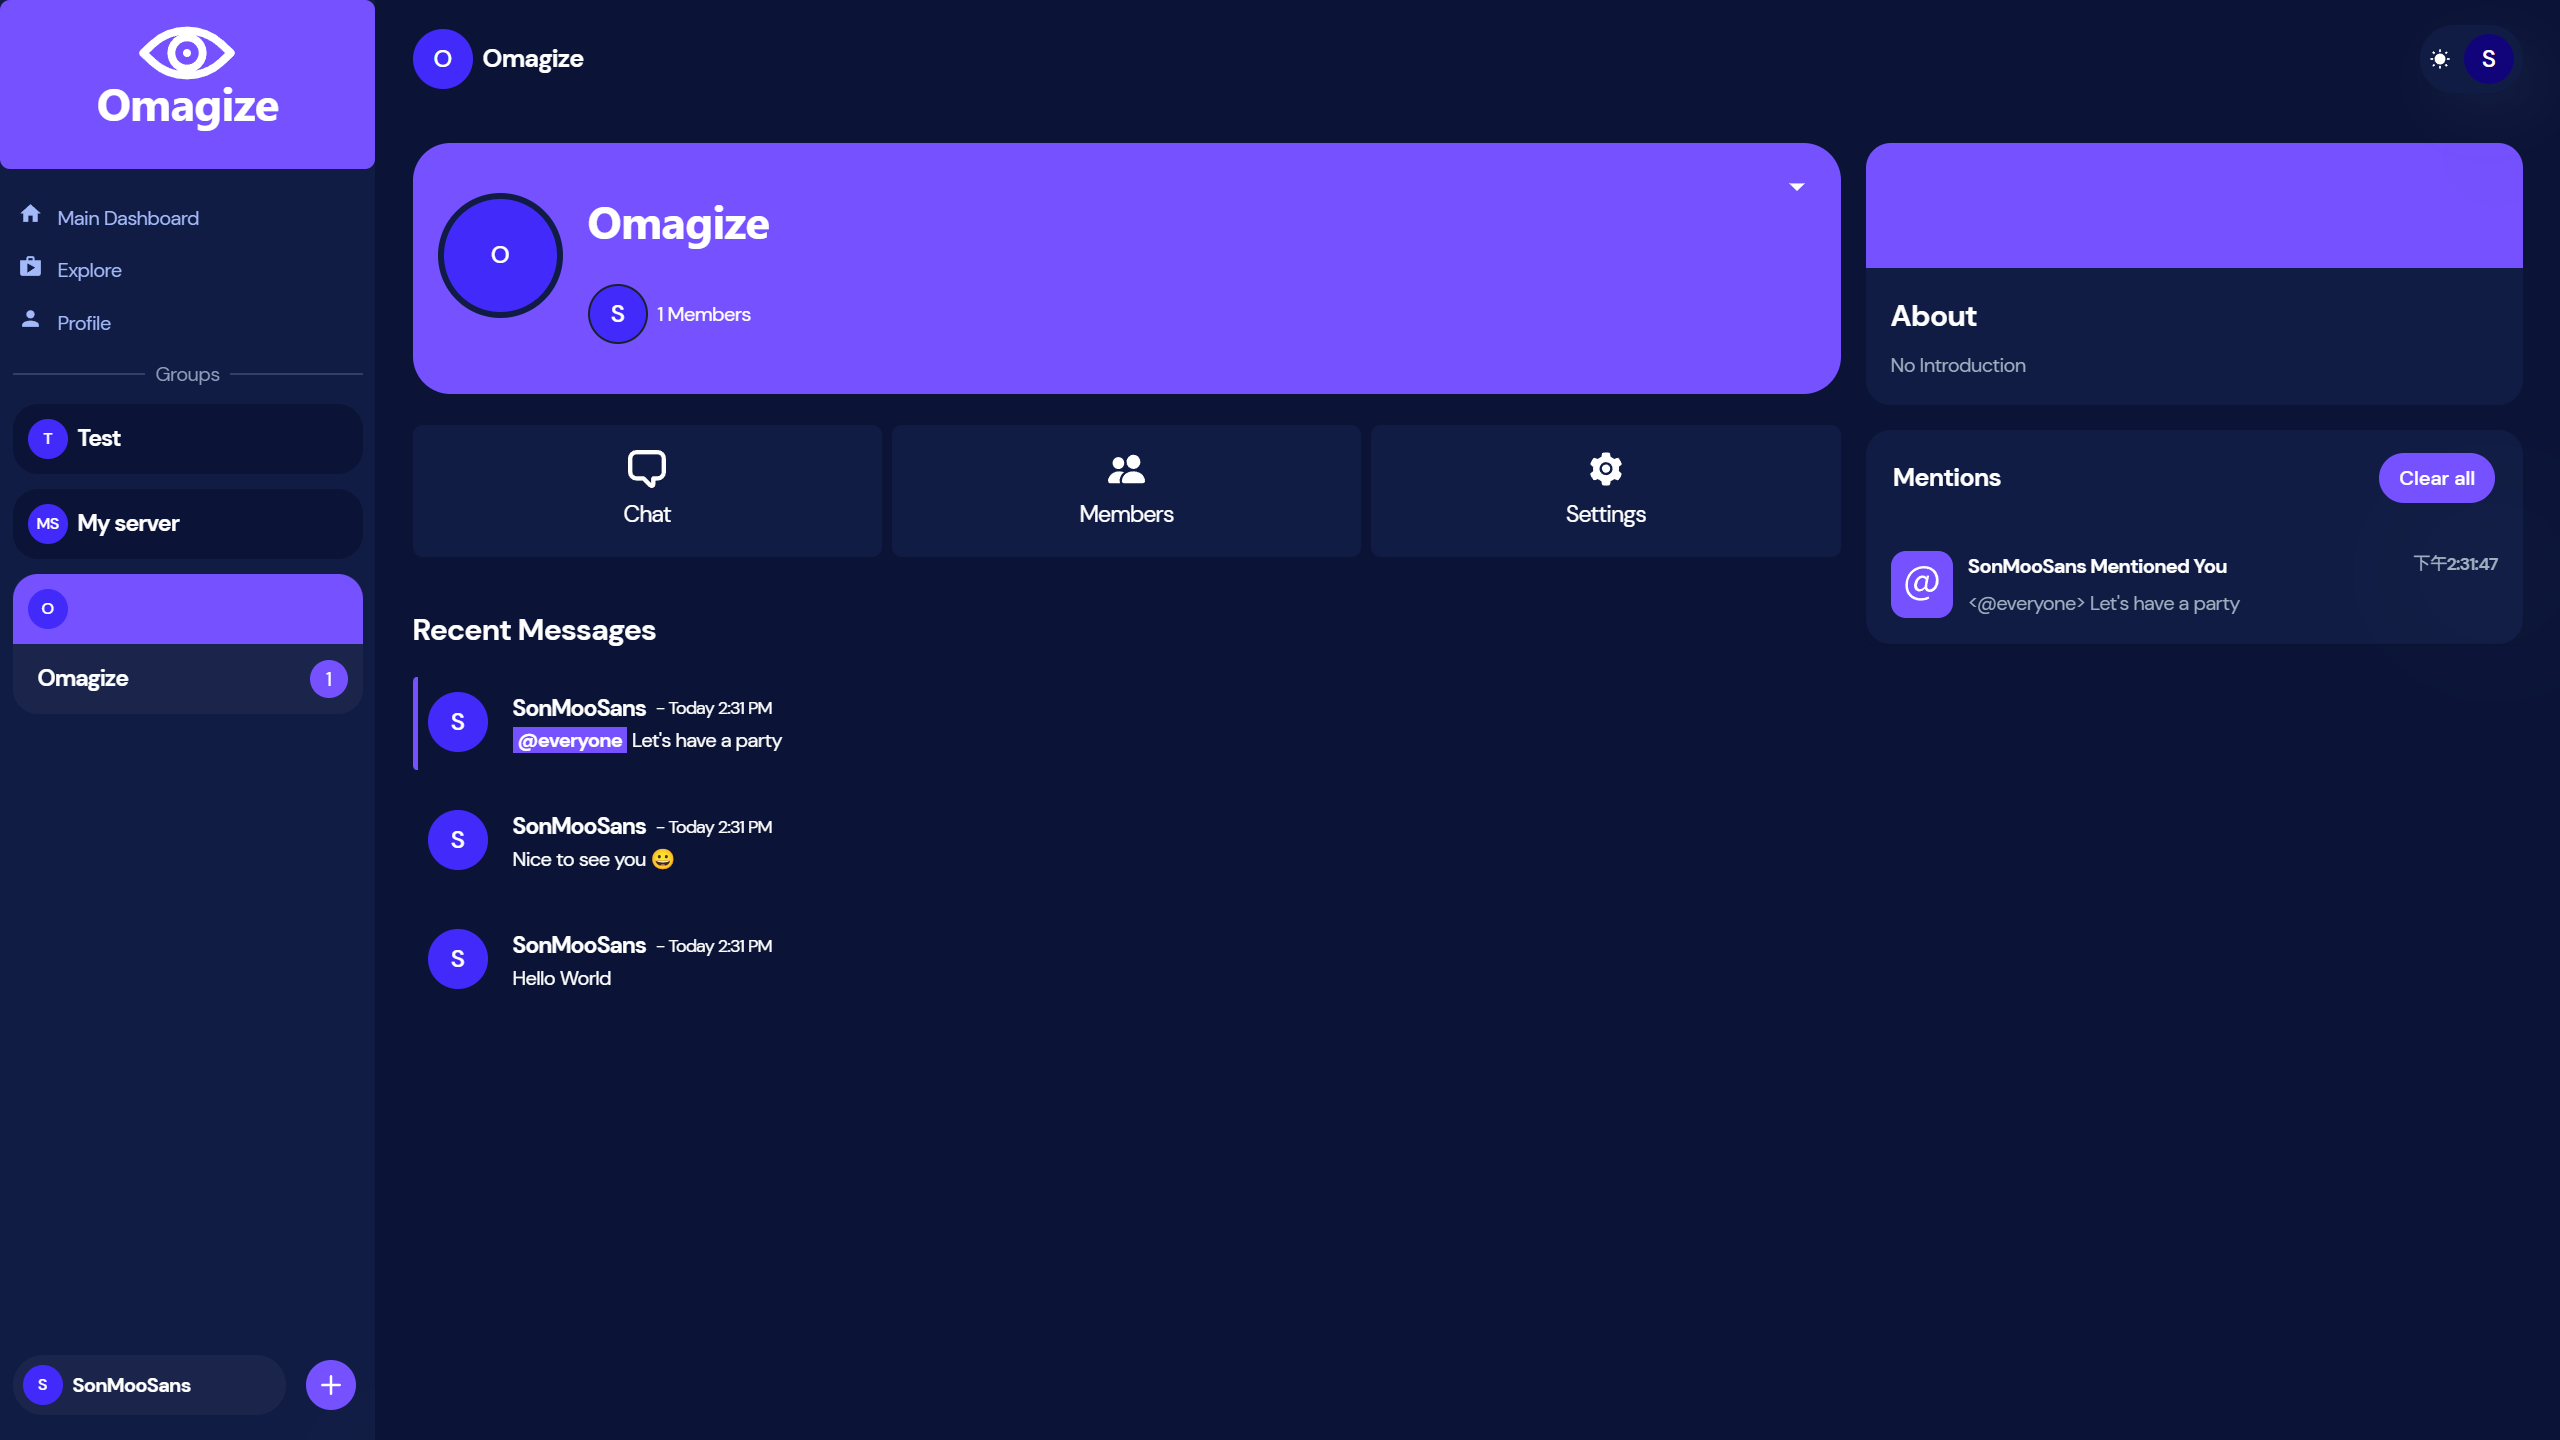 Omagize
Main Dashboard
Explore
Profile
Groups
T Test
MS My server
O
Omagize 1
S SonMooSans
O Omagize
S
O
Omagize
S 1 Members
Chat
Members
Settings
Recent Messages
S SonMooSans - Today 2:31 PM
@everyone Let's have a party
S SonMooSans - Today 2:31 PM
Nice to see you 😀
S SonMooSans - Today 2:31 PM
Hello World
About
No Introduction
Mentions Clear all
@ SonMooSans Mentioned You 下午2:31:47
<@everyone> Let's have a party